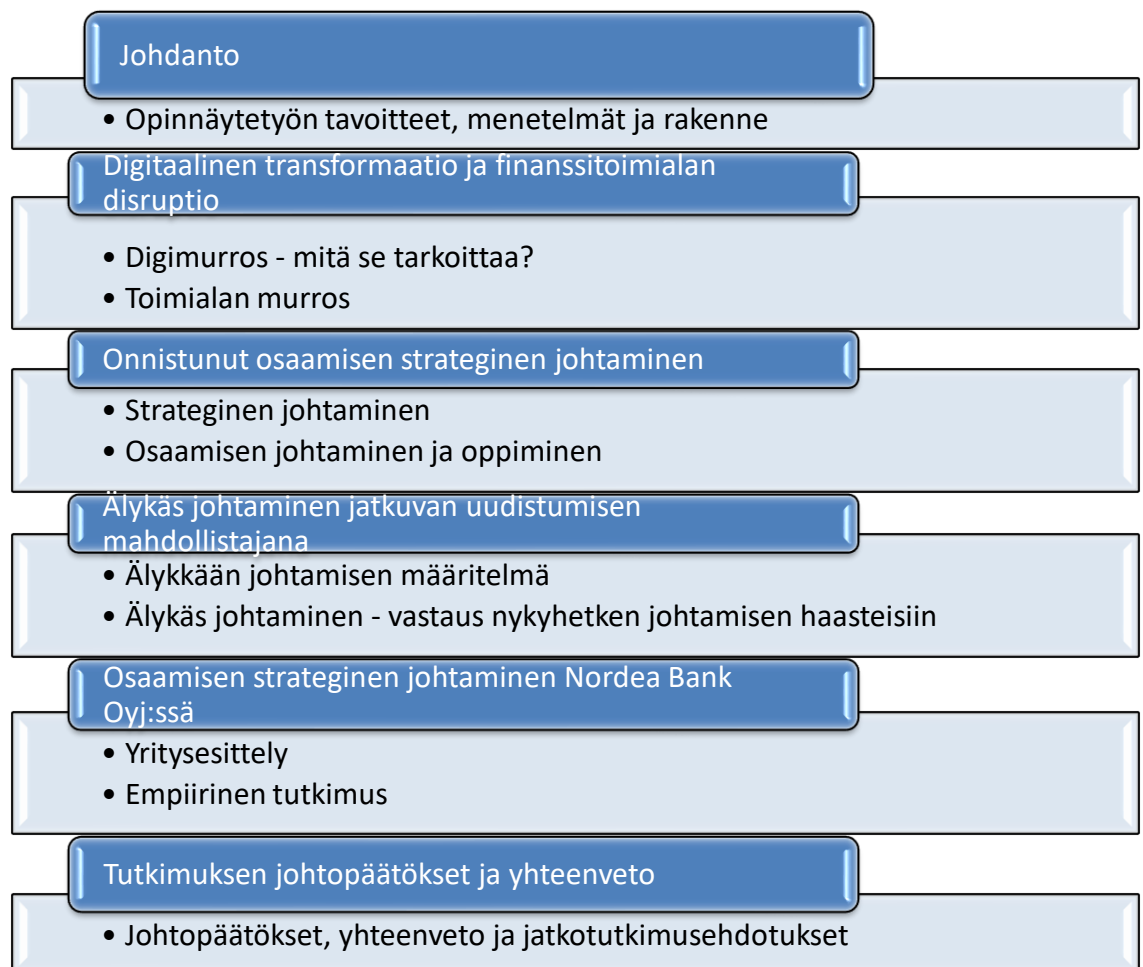 Johdanto
• Opinnäytetyön tavoitteet, menetelmät ja rakenne
Digitaalinen transformaatio ja finanssitoimialan
disruptio
• Digimurros - mitä se tarkoittaa?
• Toimialan murros
Onnistunut osaamisen strateginen johtaminen
• Strateginen johtaminen
• Osaamisen johtaminen ja oppiminen
Älykäs johtaminen jatkuvan uudistumisen
mahdollistajana
• Älykkään johtamisen määritelmä
• Älykäs johtaminen - vastaus nykyhetken johtamisen haasteisiin
Osaamisen strateginen johtaminen Nordea Bank
Oyj:ssä
• Yritysesittely
• Empiirinen tutkimus
Tutkimuksen johtopäätökset ja yhteenveto
• Johtopäätökset, yhteenveto ja jatkotutkimusehdotukset